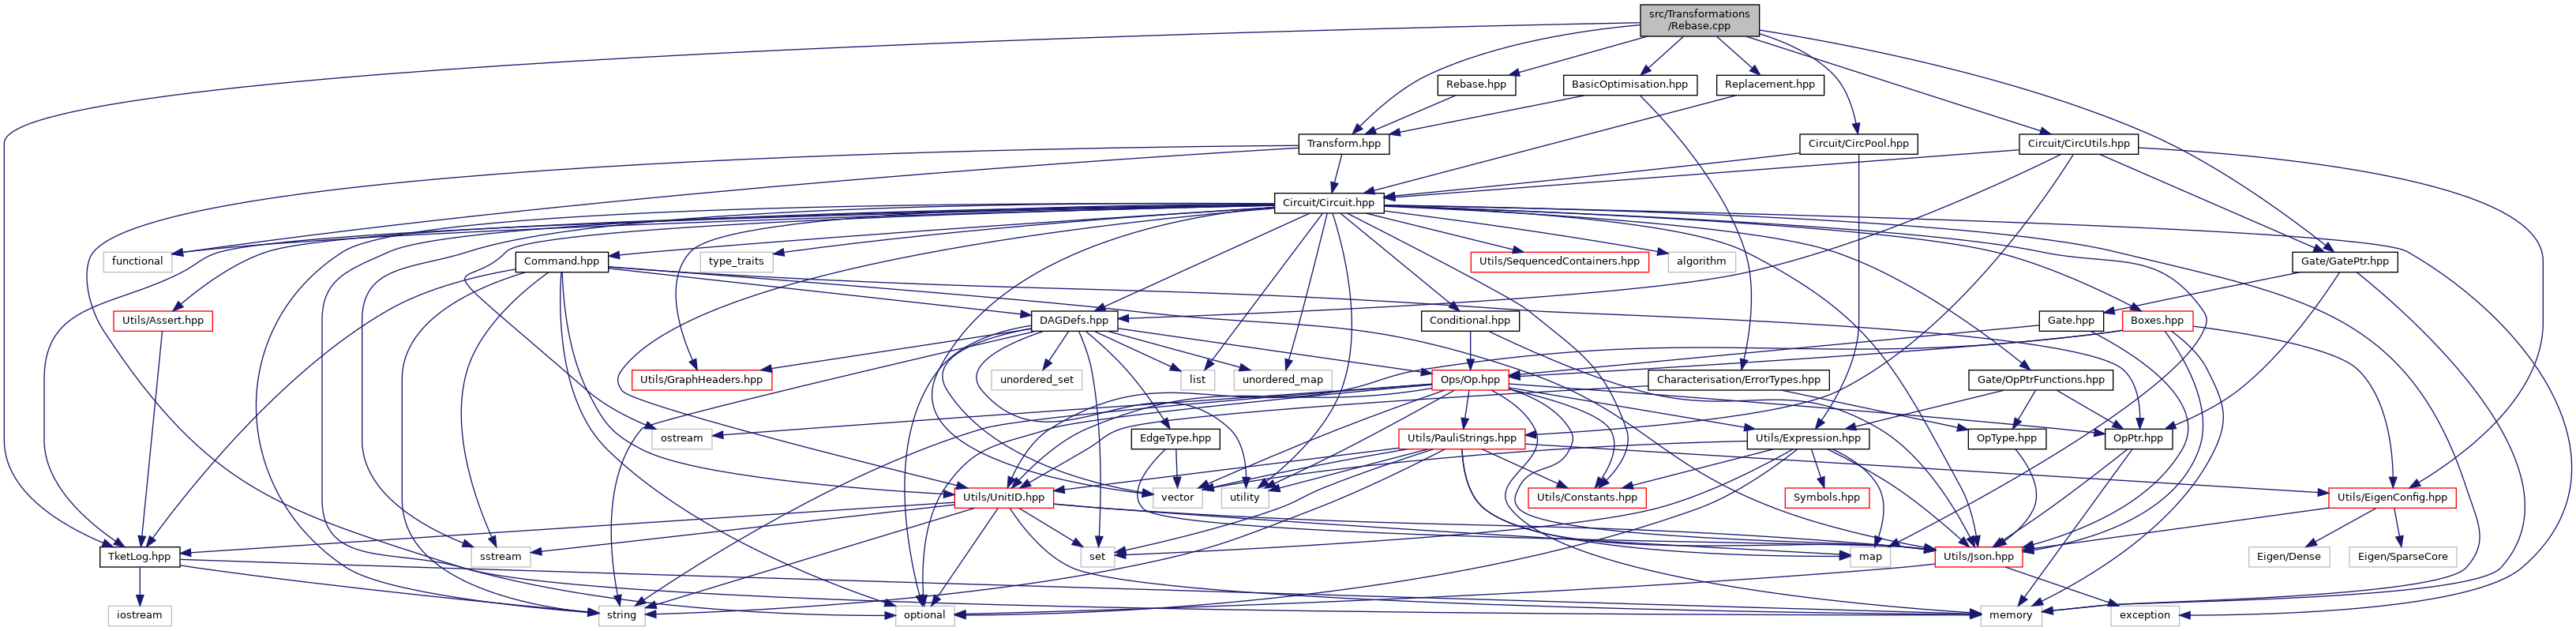 src/Transformations
/Rebase.cpp
Rebase.hpp
BasicOptimisation.hpp
Replacement.hpp
Transform.hpp
Circuit/CircPool.hpp
Circuit/CircUtils.hpp
Circuit/Circuit.hpp
functional
Command.hpp
type_traits
Utils/SequencedContainers.hpp
algorithm
Gate/GatePtr.hpp
Utils/Assert.hpp
DAGDefs.hpp
Conditional.hpp
Gate.hpp
Boxes.hpp
Utils/GraphHeaders.hpp
unordered_set
list
unordered_map
Ops/Op.hpp
Characterisation/ErrorTypes.hpp
Gate/OpPtrFunctions.hpp
ostream
EdgeType.hpp
Utils/PauliStrings.hpp
Utils/Expression.hpp
OpType.hpp
OpPtr.hpp
Utils/UnitID.hpp
vector
utility
Utils/Constants.hpp
Symbols.hpp
Utils/EigenConfig.hpp
TketLog.hpp
sstream
set
map
Utils/Json.hpp
Eigen/Dense
Eigen/SparseCore
iostream
string
optional
memory
exception